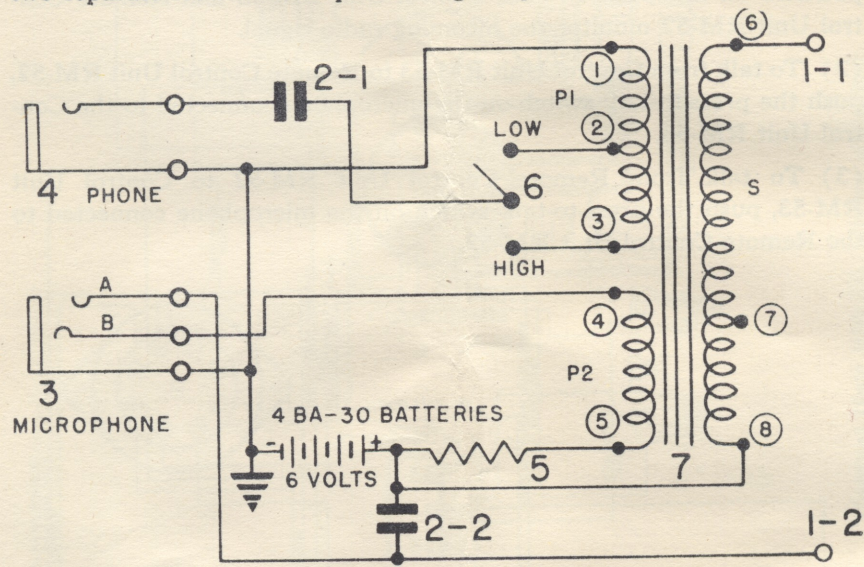 6
1
1-1
2-1
P1
LOW
2
S
4
PHONE
6
3
HIGH
A
4
7
B
3
P2
MICROPHONE
4 BA-30 BATTERIES
5
8
- +
6 VOLTS
5
7
2-2
1-2